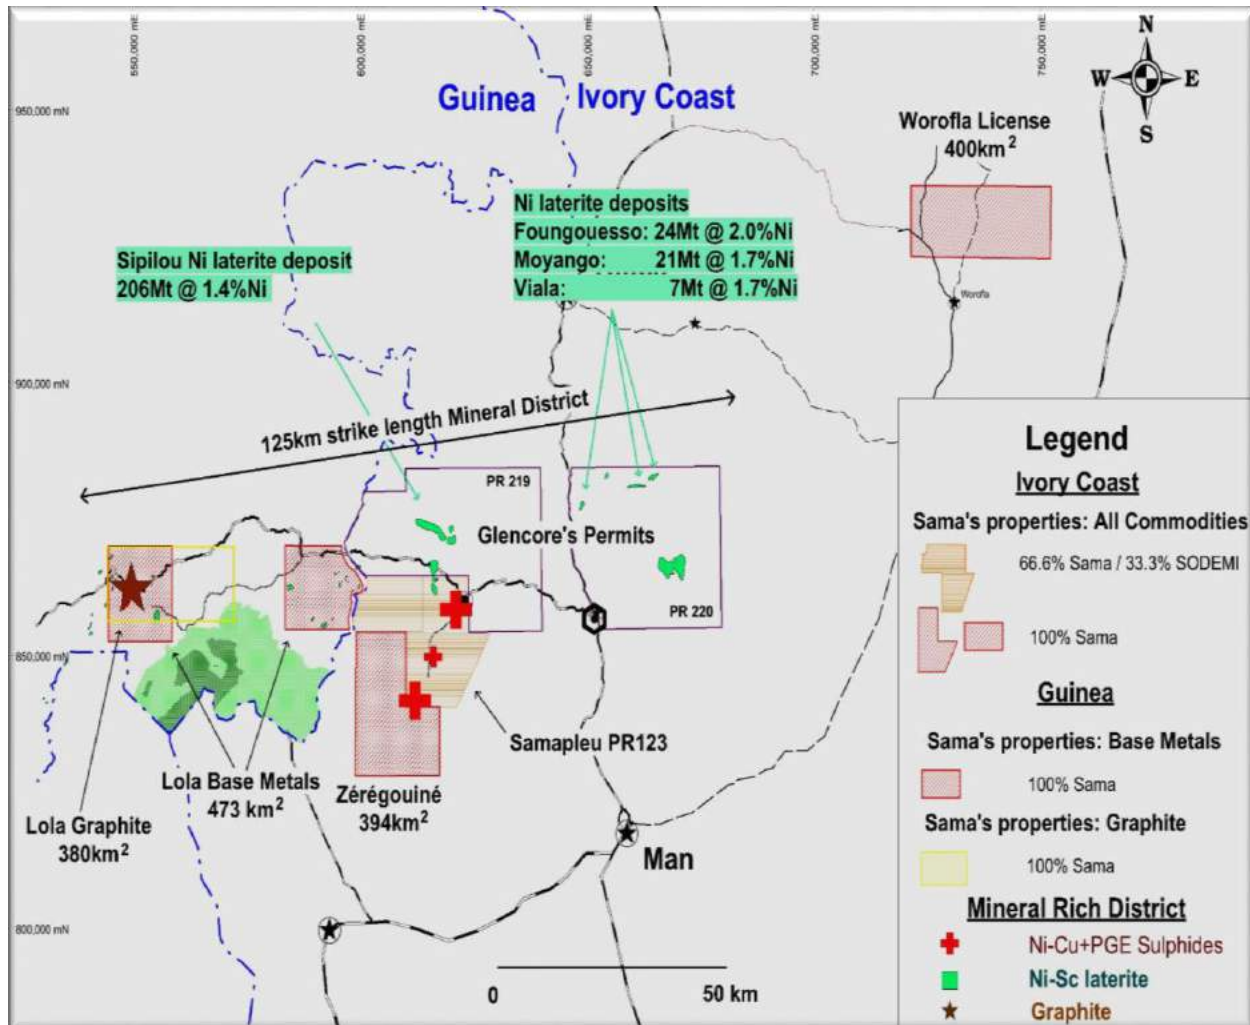 550,000 mE
600,000 mE
650,000 mE
700,000 mE
750,000 mE
N
W E
S
950,000 mN
900,000 mN
850,000 mN
800,000 mN
Guinea
Ivory Coast
Worofla License
400km²
Worofla
Sipilou Ni laterite deposit
206Mt @ 1.4%Ni
Ni laterite deposits
Foungouesso: 24Mt @ 2.0%Ni
Moyango: 21Mt @ 1.7%Ni
Viala: 7Mt @ 1.7%Ni
125km strike length Mineral District
PR 219
Glencore's Permits
PR 220
Samapleu PR123
Lola Base Metals
473 km²
Zérégouiné
394km²
Lola Graphite
380km²
Man
0 50 km
Legend
Ivory Coast
Sama's properties: All Commodities
66.6% Sama / 33.3% SODEMI
100% Sama
Guinea
Sama's properties: Base Metals
100% Sama
Sama's properties: Graphite
100% Sama
Mineral Rich District
Ni-Cu+PGE Sulphides
Ni-Sc laterite
Graphite